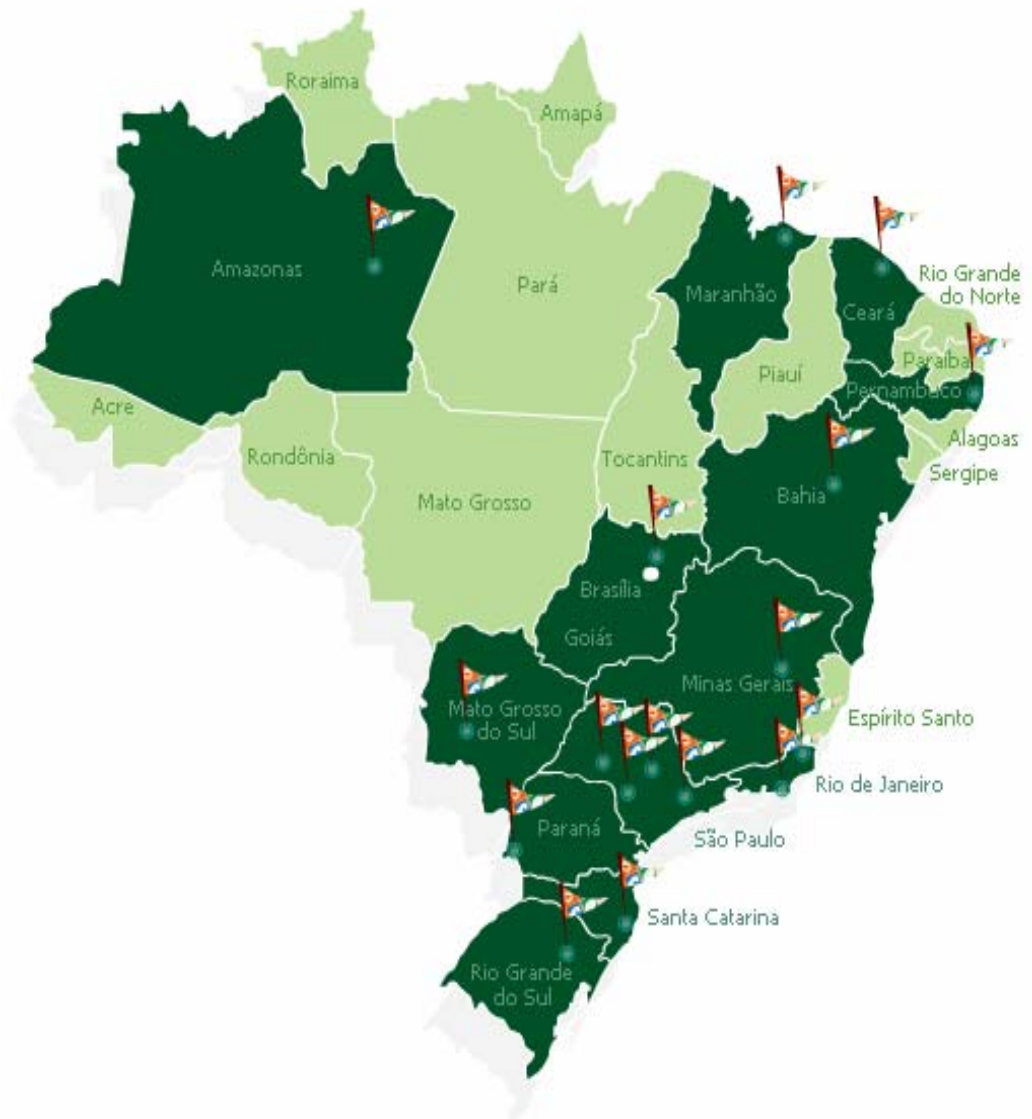 Roraima
Amapá
Amazonas
Pará
Maranhão
Ceará
Rio Grande
do Norte
Paraíba
Piauí
Pernambuco
Acre
Rondônia
Tocantins
Alagoas
Sergipe
Mato Grosso
Bahia
Brasília
Goiás
Minas Gerais
Mato Grosso
do Sul
Espírito Santo
Rio de Janeiro
Paraná
São Paulo
Santa Catarina
Rio Grande
do Sul